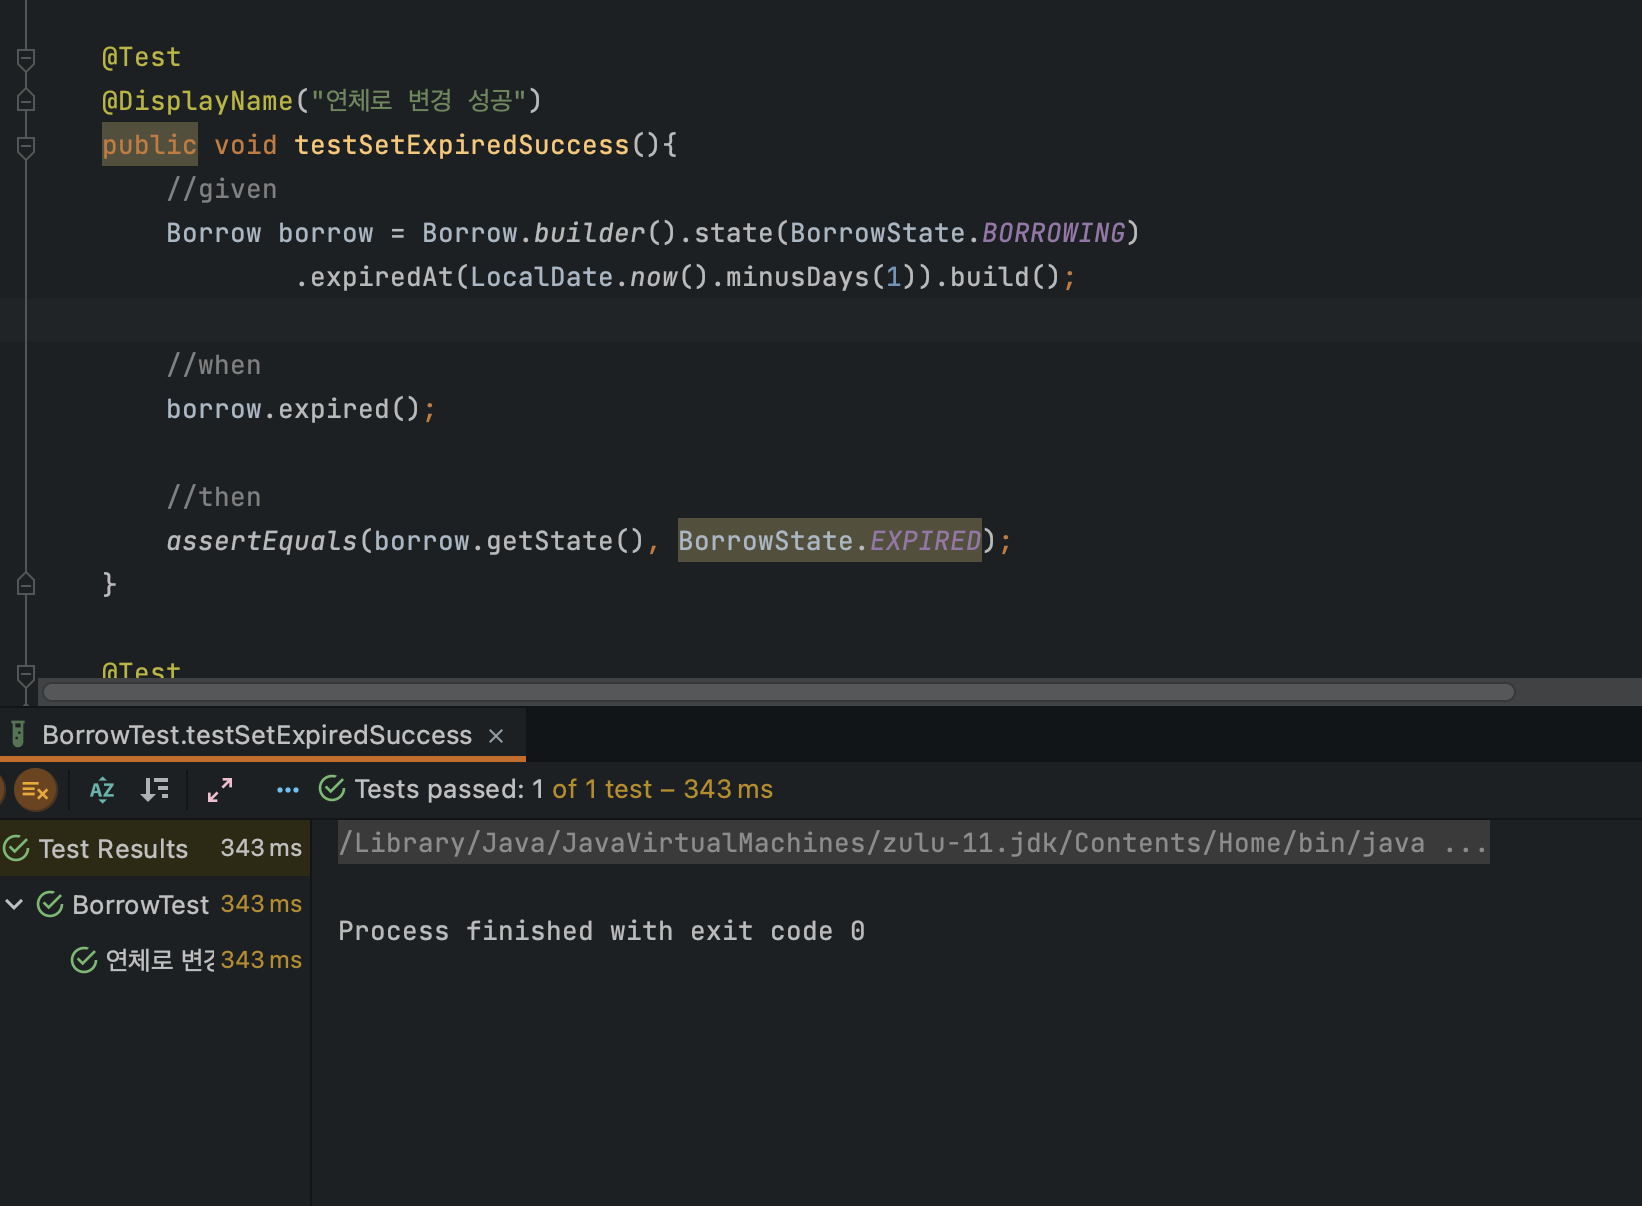 @Test
@DisplayName("연체로 변경 성공")
public void testSetExpiredSuccess(){
//given
Borrow borrow = Borrow.builder().state(BorrowState.BORROWING)
.expiredAt(LocalDate.now().minusDays(1)).build();
//when
borrow.expired();
//then
assertEquals(borrow.getState(), BorrowState.EXPIRED);
}
@Test
BorrowTest.testSetExpiredSuccess ×
AZ ... Tests passed: 1 of 1 test – 343 ms
Test Results 343 ms
/Library/Java/JavaVirtualMachines/zulu-11.jdk/Contents/Home/bin/java ...
BorrowTest 343 ms
Process finished with exit code 0
연체로 변경 343 ms